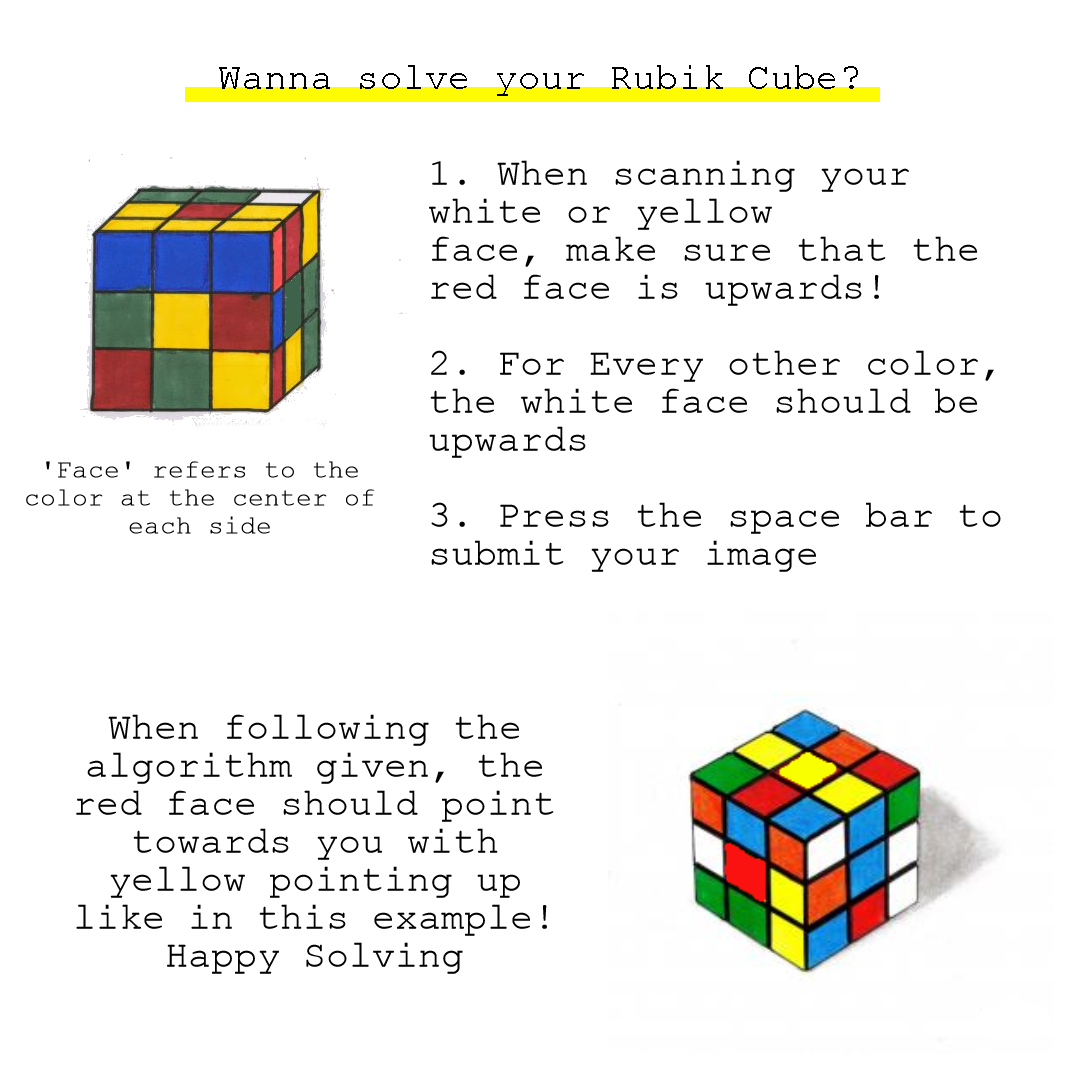 Wanna solve your Rubik Cube?
1. When scanning your
white or yellow
face, make sure that the
red face is upwards!
2. For Every other color,
the white face should be
upwards
3. Press the space bar to
submit your image
'Face' refers to the
color at the center of
each side
When following the
algorithm given, the
red face should point
towards you with
yellow pointing up
like in this example!
Happy Solving